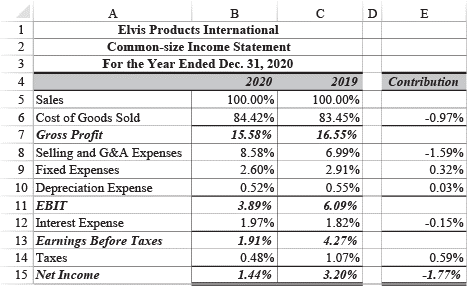 A B C D E
1 Elvis Products International
2 Common-size Income Statement
3 For the Year Ended Dec. 31, 2020
4 2020 2019 Contribution
5 Sales 100.00% 100.00%
6 Cost of Goods Sold 84.42% 83.45% -0.97%
7 Gross Profit 15.58% 16.55%
8 Selling and G&A Expenses 8.58% 6.99% -1.59%
9 Fixed Expenses 2.60% 2.91% 0.32%
10 Depreciation Expense 0.52% 0.55% 0.03%
11 EBIT 3.89% 6.09%
12 Interest Expense 1.97% 1.82% -0.15%
13 Earnings Before Taxes 1.91% 4.27%
14 Taxes 0.48% 1.07% 0.59%
15 Net Income 1.44% 3.20% -1.77%